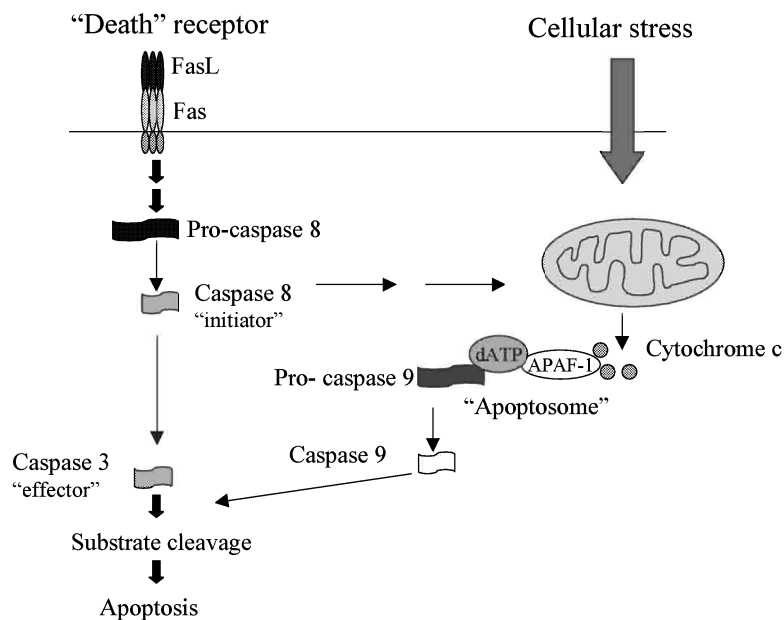 “Death” receptor
Cellular stress
FasL
Fas
Pro-caspase 8
Caspase 8
“initiator”
Cytochrome c
dATP
APAF-1
Pro- caspase 9
“Apoptosome”
Caspase 9
Caspase 3
“effector”
Substrate cleavage
Apoptosis